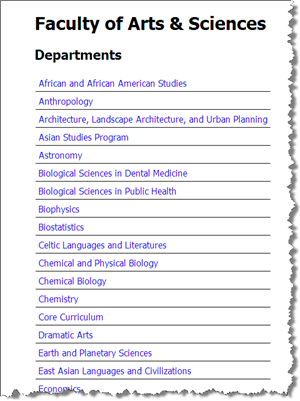 Faculty of Arts & Sciences
Departments
African and African American Studies
Anthropology
Architecture, Landscape Architecture, and Urban Planning
Asian Studies Program
Astronomy
Biological Sciences in Dental Medicine
Biological Sciences in Public Health
Biophysics
Biostatistics
Celtic Languages and Literatures
Chemical and Physical Biology
Chemical Biology
Chemistry
Core Curriculum
Dramatic Arts
Earth and Planetary Sciences
East Asian Languages and Civilizations
Economics